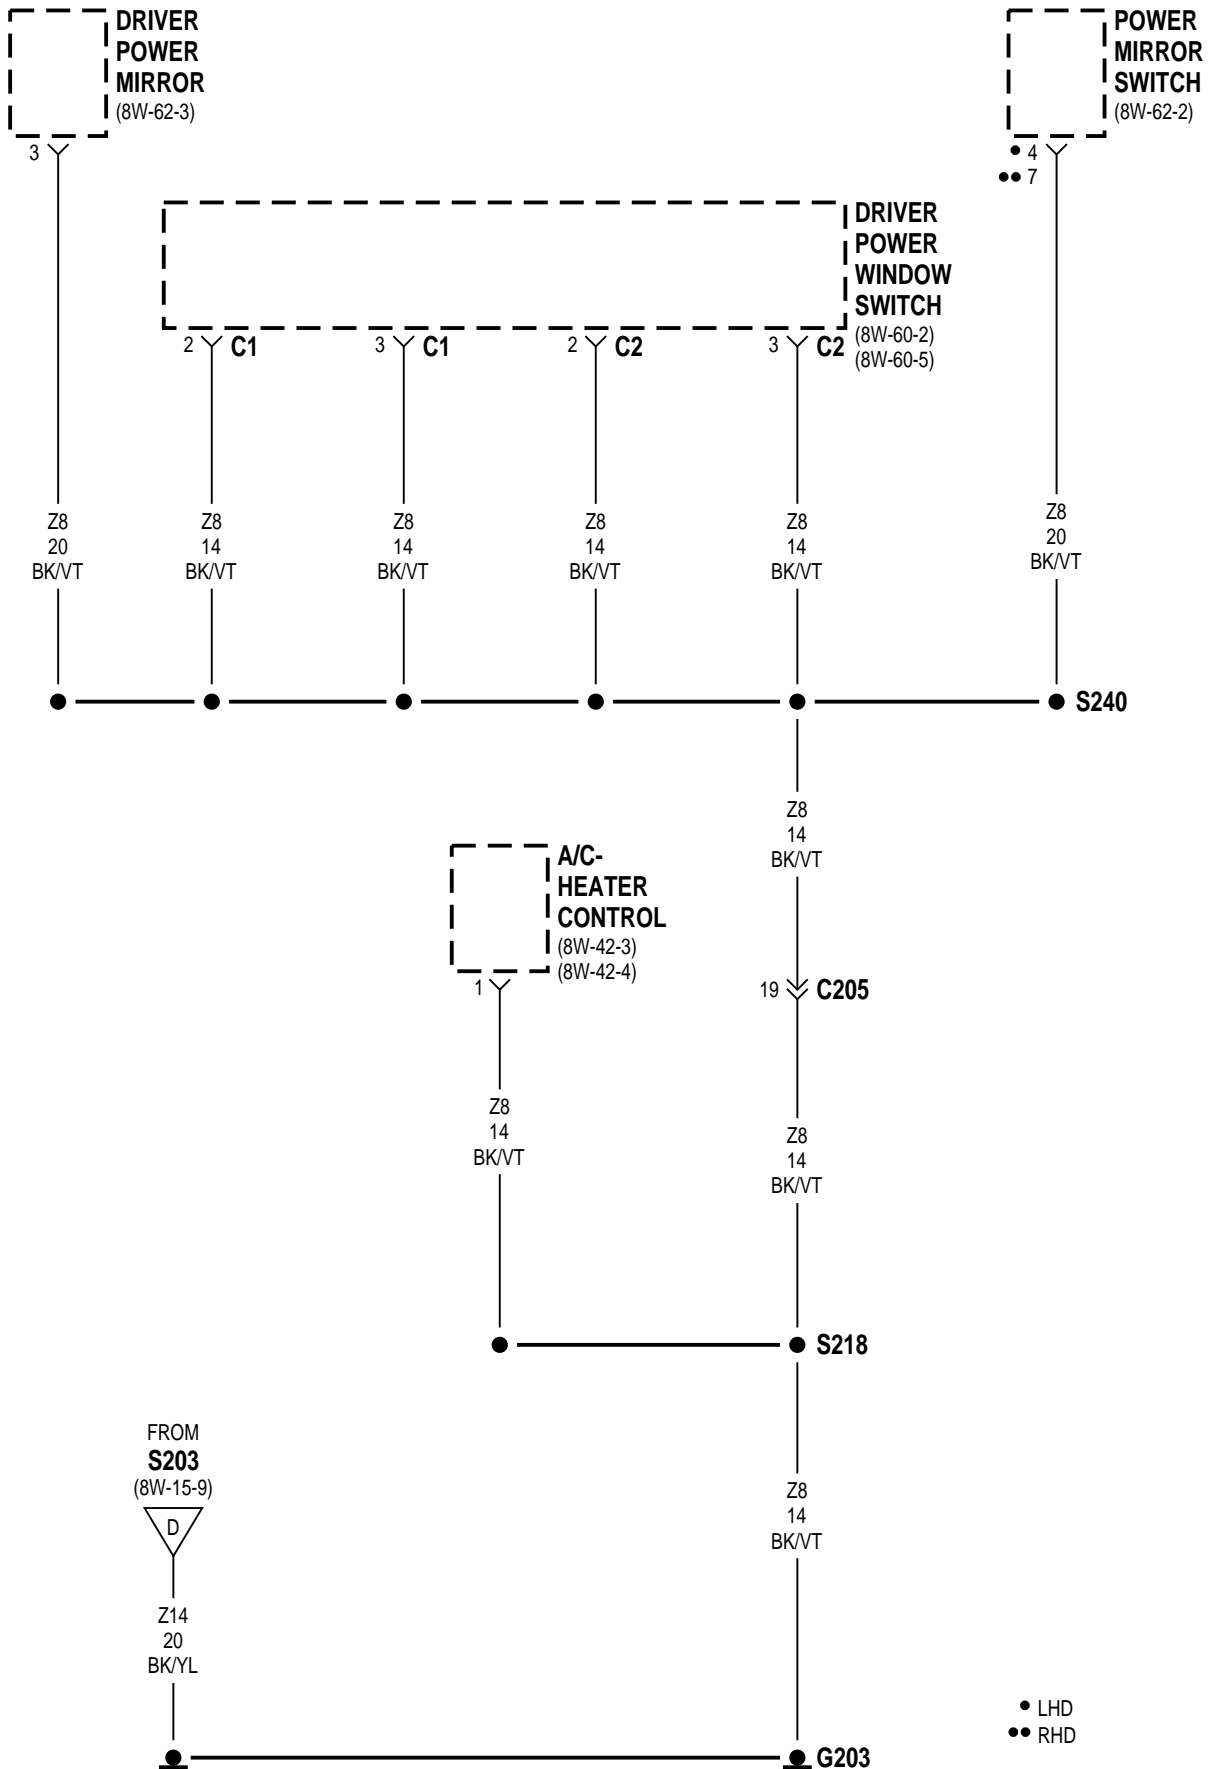 DRIVER
POWER
MIRROR
(8W-62-3)
3
POWER
MIRROR
SWITCH
(8W-62-2)
4
7
DRIVER
POWER
WINDOW
SWITCH
(8W-60-2)
(8W-60-5)
2 C1
3 C1
2 C2
3 C2
Z8
20
BK/VT
Z8
14
BK/VT
Z8
14
BK/VT
Z8
14
BK/VT
Z8
14
BK/VT
Z8
20
BK/VT
S240
Z8
14
BK/VT
A/C-
HEATER
CONTROL
(8W-42-3)
(8W-42-4)
1
19 C205
Z8
14
BK/VT
Z8
14
BK/VT
S218
FROM
S203
(8W-15-9)
D
Z8
14
BK/VT
Z14
20
BK/YL
LHD
RHD
G203